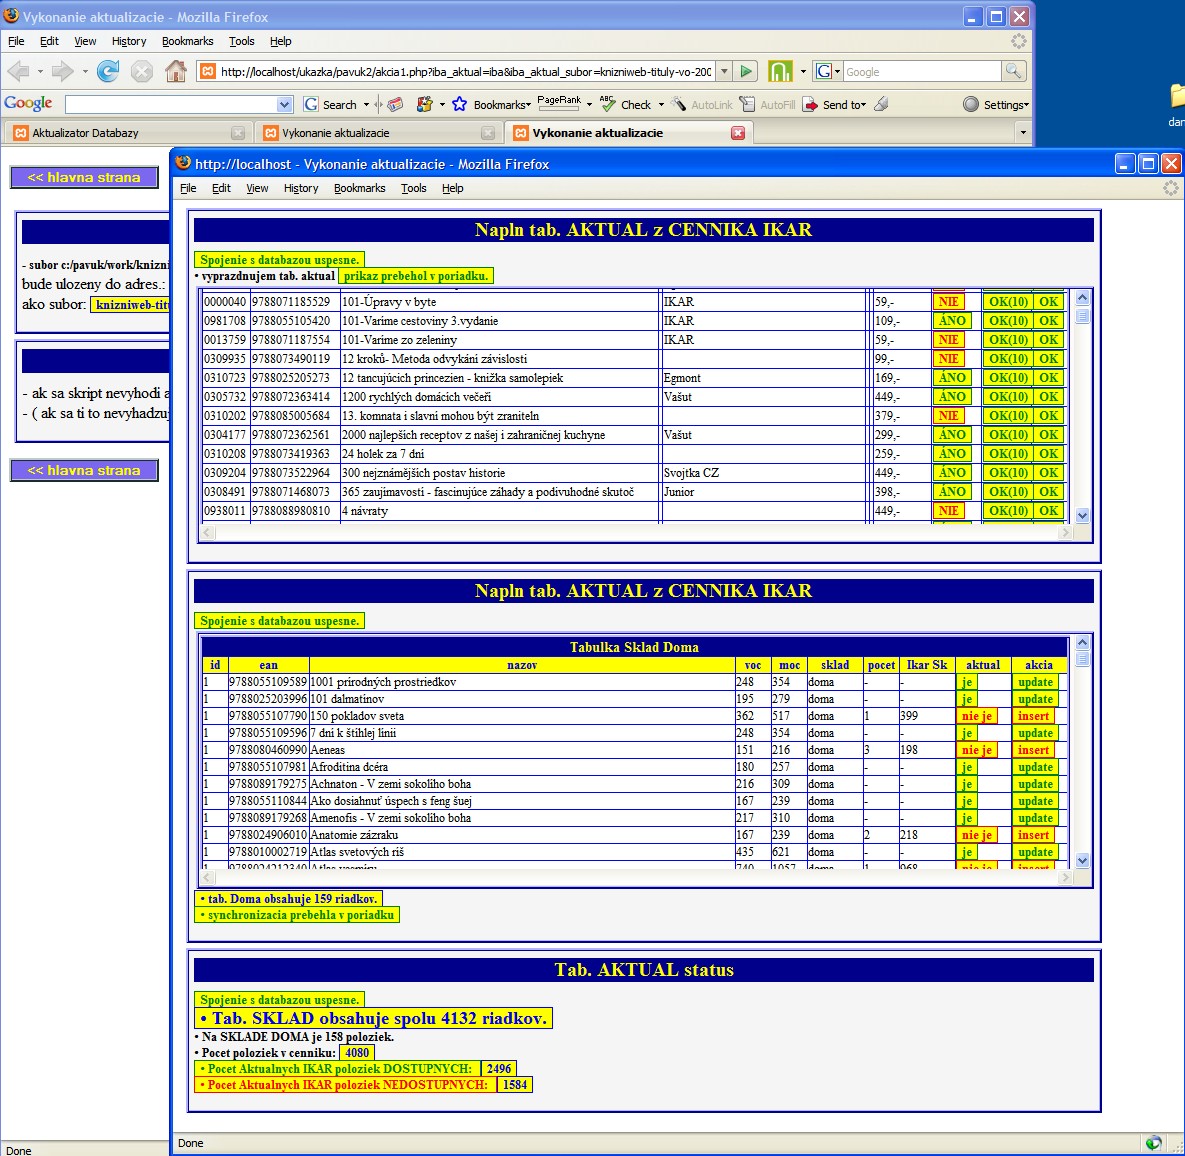 Vykonanie aktualizacie - Mozilla Firefox
File Edit View History Bookmarks Tools Help
http://localhost/ukazka/pavuk2/akcia1.php?iba_aktual=iba&iba_aktual_subor=knizniweb-tituly-vo-200
G Google
Google G Search Bookmarks PageRank ABC Check AutoLink AutoFill Send to Settings
Aktualizator Databazy Vykonanie aktualizacie Vykonanie aktualizacie
dan
<< hlavna strana
- subor c:/pavuk/work/knizni
bude ulozeny do adres.:
ako subor: knizniweb-titu
- ak sa skript nevyhodi a
- ( ak sa ti to nevyhadzu
<< hlavna strana
Done
http://localhost - Vykonanie aktualizacie - Mozilla Firefox
File Edit View History Bookmarks Tools Help
Napln tab. AKTUAL z CENNIKA IKAR
Spojenie s databazou uspesne.
• vyprazdnujem tab. aktual prikaz prebehol v poriadku.
0000040 9788071185529 101-Úpravy v byte IKAR 59,- NIE OK(10) OK
0981708 9788055105420 101-Varíme cestoviny 3.vydanie IKAR 109,- ÁNO OK(10) OK
0013759 9788071187554 101-Varíme zo zeleniny IKAR 59,- NIE OK(10) OK
0309935 9788073490119 12 kroků- Metoda odvykáni závislosti 99,- NIE OK(10) OK
0310723 9788025205273 12 tancujúcich princezien - knižka samolepiek Egmont 169,- ÁNO OK(10) OK
0305732 9788072363414 1200 rychlých domácich večeří Vašut 449,- ÁNO OK(10) OK
0310202 9788085005684 13. komnata i slavní mohou být zraniteln 379,- NIE OK(10) OK
0304177 9788072362561 2000 najlepších receptov z našej i zahraničnej kuchyne Vašut 299,- ÁNO OK(10) OK
0310208 9788073419363 24 holek za 7 dní 259,- ÁNO OK(10) OK
0309204 9788073522964 300 nejznámějších postav historie Svojtka CZ 449,- ÁNO OK(10) OK
0308491 9788071468073 365 zaujímavostí - fascinujúce záhady a podivuhodné skutoč Junior 398,- ÁNO OK(10) OK
0938011 9788088980810 4 návraty 449,- NIE OK(10) OK
Napln tab. AKTUAL z CENNIKA IKAR
Spojenie s databazou uspesne.
Tabulka Sklad Doma
id ean nazov voc moc sklad pocet Ikar Sk aktual akcia
1 9788055109589 1001 prírodných prostriedkov 248 354 doma - - je update
1 9788025203996 101 dalmatínov 195 279 doma - - je update
1 9788055107790 150 pokladov sveta 362 517 doma 1 399 nie je insert
1 9788055109596 7 dní k štíhlej línii 248 354 doma - - je update
1 9788080460990 Aeneas 151 216 doma 3 198 nie je insert
1 9788055107981 Afroditina dcéra 180 257 doma - - je update
1 9788089179275 Achnaton - V zemi sokolího boha 216 309 doma - - je update
1 9788055110844 Ako dosiahnuť úspech s feng šuej 167 239 doma - - je update
1 9788089179268 Amenofis - V zemi sokolího boha 217 310 doma - - je update
1 9788024906010 Anatomie zázraku 167 239 doma 2 218 nie je insert
1 9788010002719 Atlas svetových ríš 435 621 doma - - je update
1 9788024212340 Atlas vesmíru 740 1057 doma 1 968 nie je insert
• tab. Doma obsahuje 159 riadkov.
• synchronizacia prebehla v poriadku
Tab. AKTUAL status
Spojenie s databazou uspesne.
• Tab. SKLAD obsahuje spolu 4132 riadkov.
• Na SKLADE DOMA je 158 poloziek.
• Pocet poloziek v cenniku: 4080
• Pocet Aktualnych IKAR poloziek DOSTUPNYCH: 2496
• Pocet Aktualnych IKAR poloziek NEDOSTUPNYCH: 1584
Done